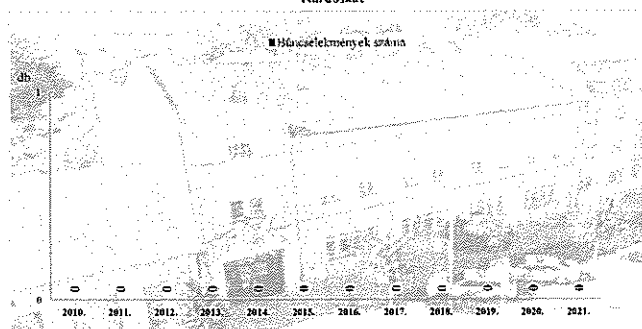 ■ Bűncselekmények száma
db
1
0 0 0 0 0 0 0 0 0 0 0 0
0
2010. 2011. 2012. 2013. 2014. 2015. 2016. 2017. 2018. 2019. 2020. 2021.